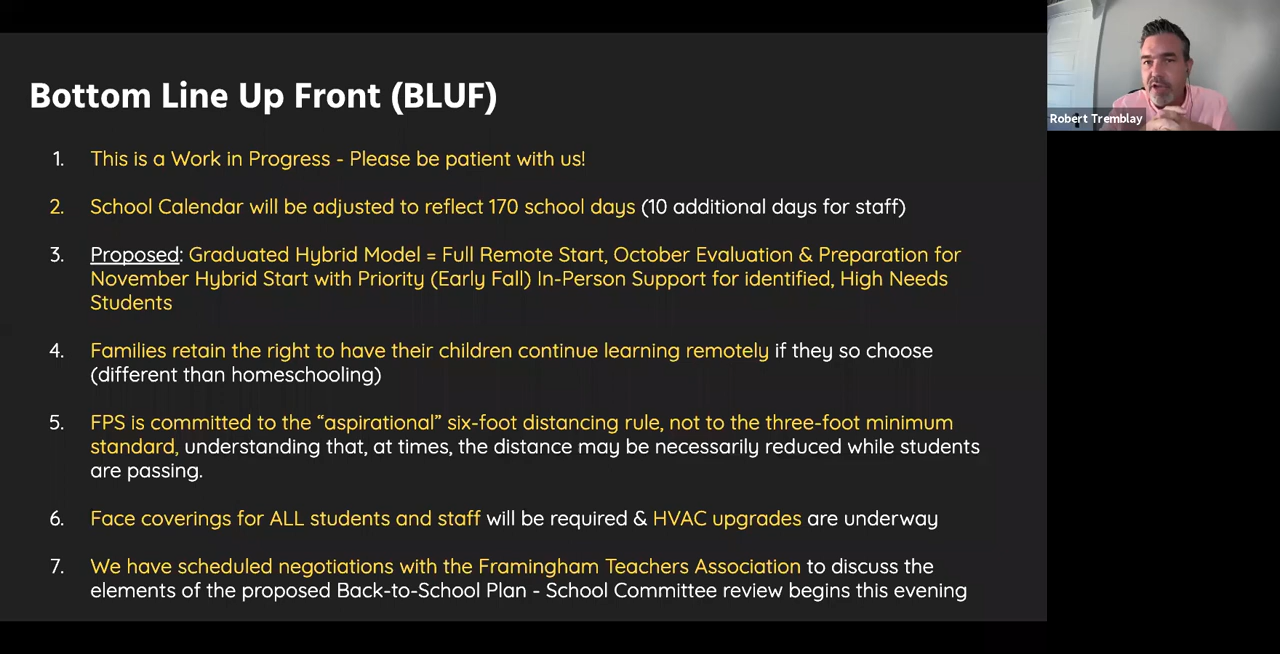 Bottom Line Up Front (BLUF)
1. This is a Work in Progress - Please be patient with us!
2. School Calendar will be adjusted to reflect 170 school days (10 additional days for staff)
3. Proposed: Graduated Hybrid Model = Full Remote Start, October Evaluation & Preparation for
November Hybrid Start with Priority (Early Fall) In-Person Support for identified, High Needs
Students
4. Families retain the right to have their children continue learning remotely if they so choose
(different than homeschooling)
5. FPS is committed to the “aspirational” six-foot distancing rule, not to the three-foot minimum
standard, understanding that, at times, the distance may be necessarily reduced while students
are passing.
6. Face coverings for ALL students and staff will be required & HVAC upgrades are underway
7. We have scheduled negotiations with the Framingham Teachers Association to discuss the
elements of the proposed Back-to-School Plan - School Committee review begins this evening
Robert Tremblay